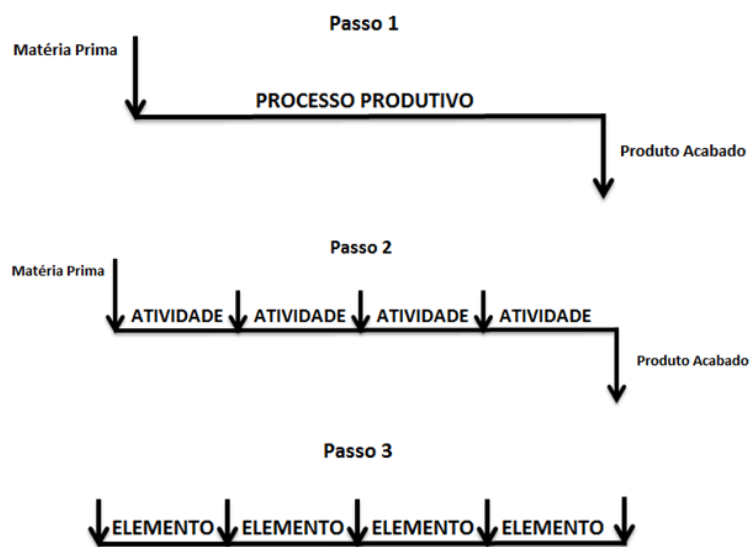 Passo 1
Matéria Prima
PROCESSO PRODUTIVO
Produto Acabado
Passo 2
Matéria Prima
ATIVIDADE ATIVIDADE ATIVIDADE ATIVIDADE
Produto Acabado
Passo 3
ELEMENTO ELEMENTO ELEMENTO ELEMENTO